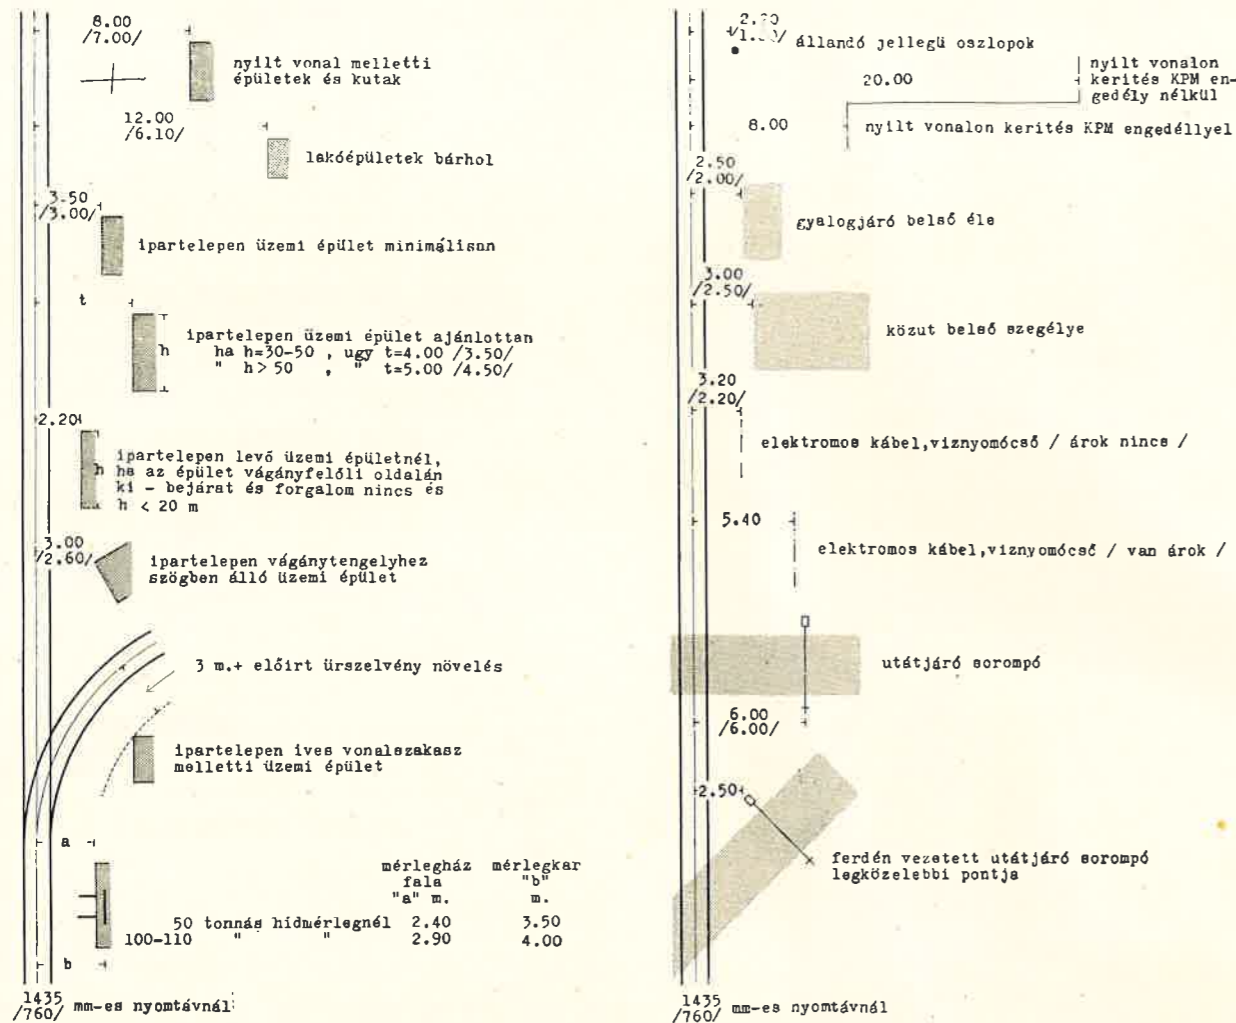 8.00
/7.00/
nyilt vonal melletti
épületek és kutak
12.00
/6.10/
lakóépületek bárhol
3.50
/3.00/
ipartelepen üzemi épület minimálisan
t
h
ipartelepen üzemi épület ajánlottan
ha h=30-50 , ugy t=4.00 /3.50/
" h> 50 , " t=5.00 /4.50/
2.20
h
ipartelepen levő üzemi épületnél,
ha az épület vágányfelőli oldalán
ki - bejárat és forgalom nincs és
h < 20 m
3.00
/2.60/
ipartelepen vágánytengelyhez
szögben álló üzemi épület
3 m.+ előirt ürszelvény növelés
ipartelepen ives vonalszakasz
melletti üzemi épület
a
mérlegház mérlegkar
fala "b"
"a" m. m.
50 tonnás hidmérlegnél 2.40 3.50
100-110 " " 2.90 4.00
b
1435
/760/ mm-es nyomtávnál
állandó jellegü oszlopok
20.00
nyilt vonalon
kerités KPM en-
gedély nélkül
8.00
nyilt vonalon kerités KPM engedéllyel
2.50
/2.00/
gyalogjáró belső éle
3.00
/2.50/
közut belső szegélye
3.20
/2.20/
elektromos kábel,viznyomócső / árok nincs /
5.40
elektromos kábel,viznyomócső / van árok /
utátjáró sorompó
6.00
/6.00/
2.50
ferdén vezetett utátjáró sorompó
legközelebbi pontja
1435
/760/ mm-es nyomtávnál